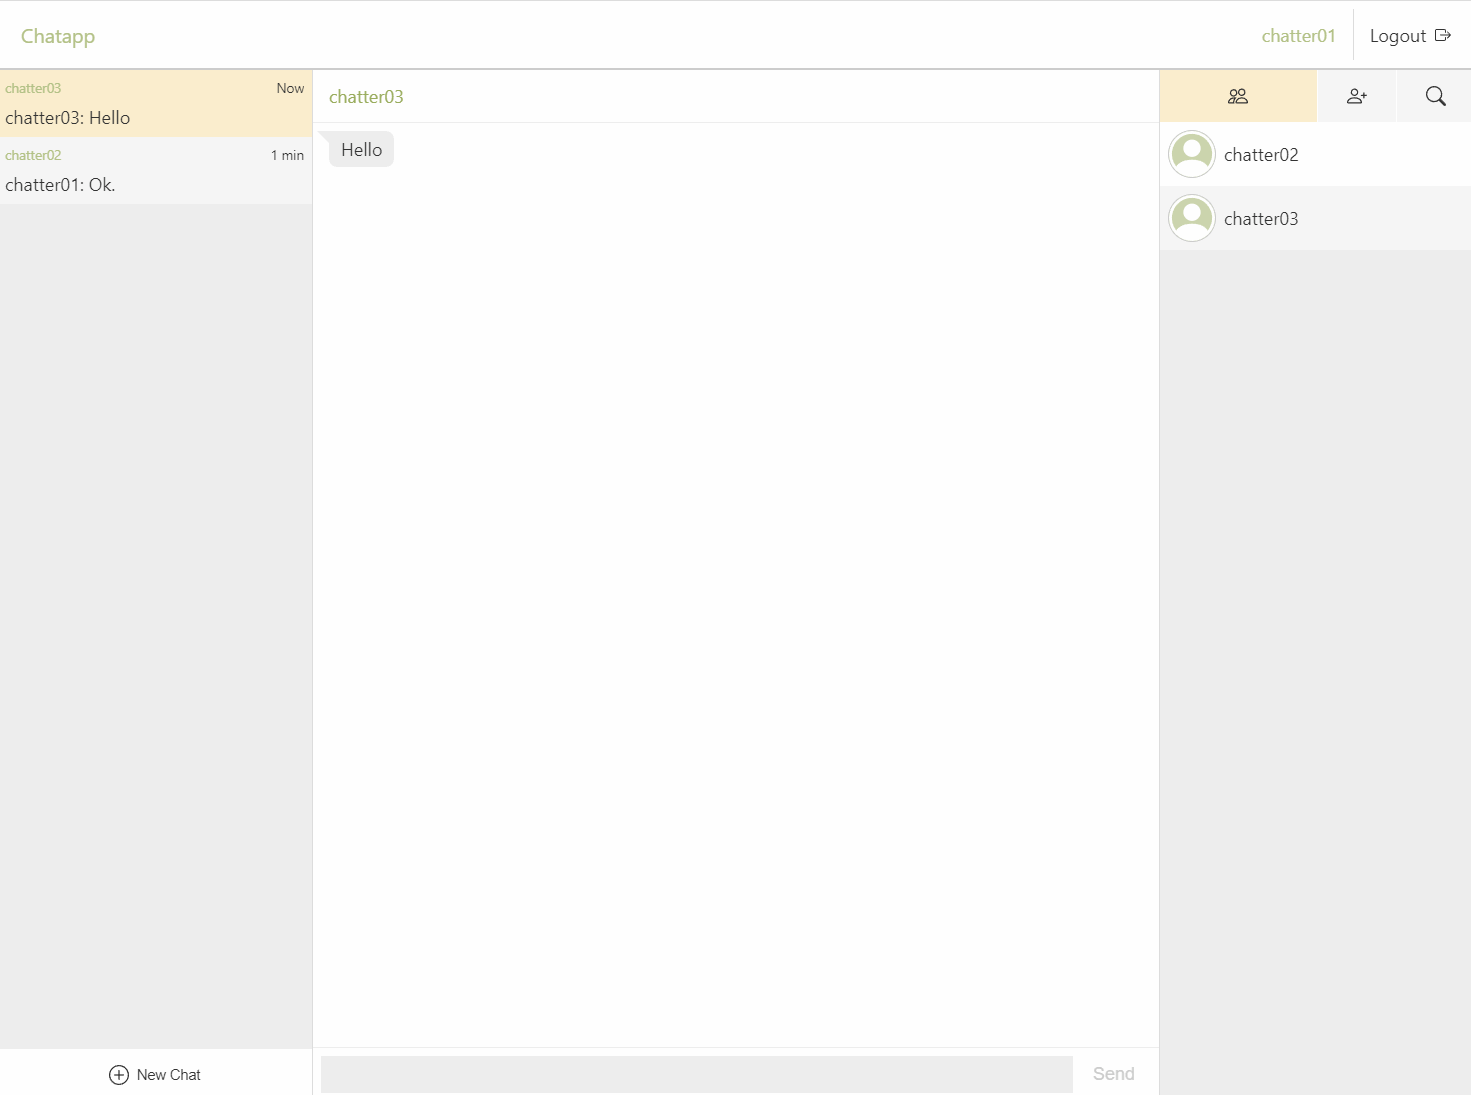 Chatapp
chatter01
Logout
chatter03
Now
chatter03: Hello
chatter02
1 min
chatter01: Ok.
New Chat
chatter03
Hello
Send
chatter02
chatter03